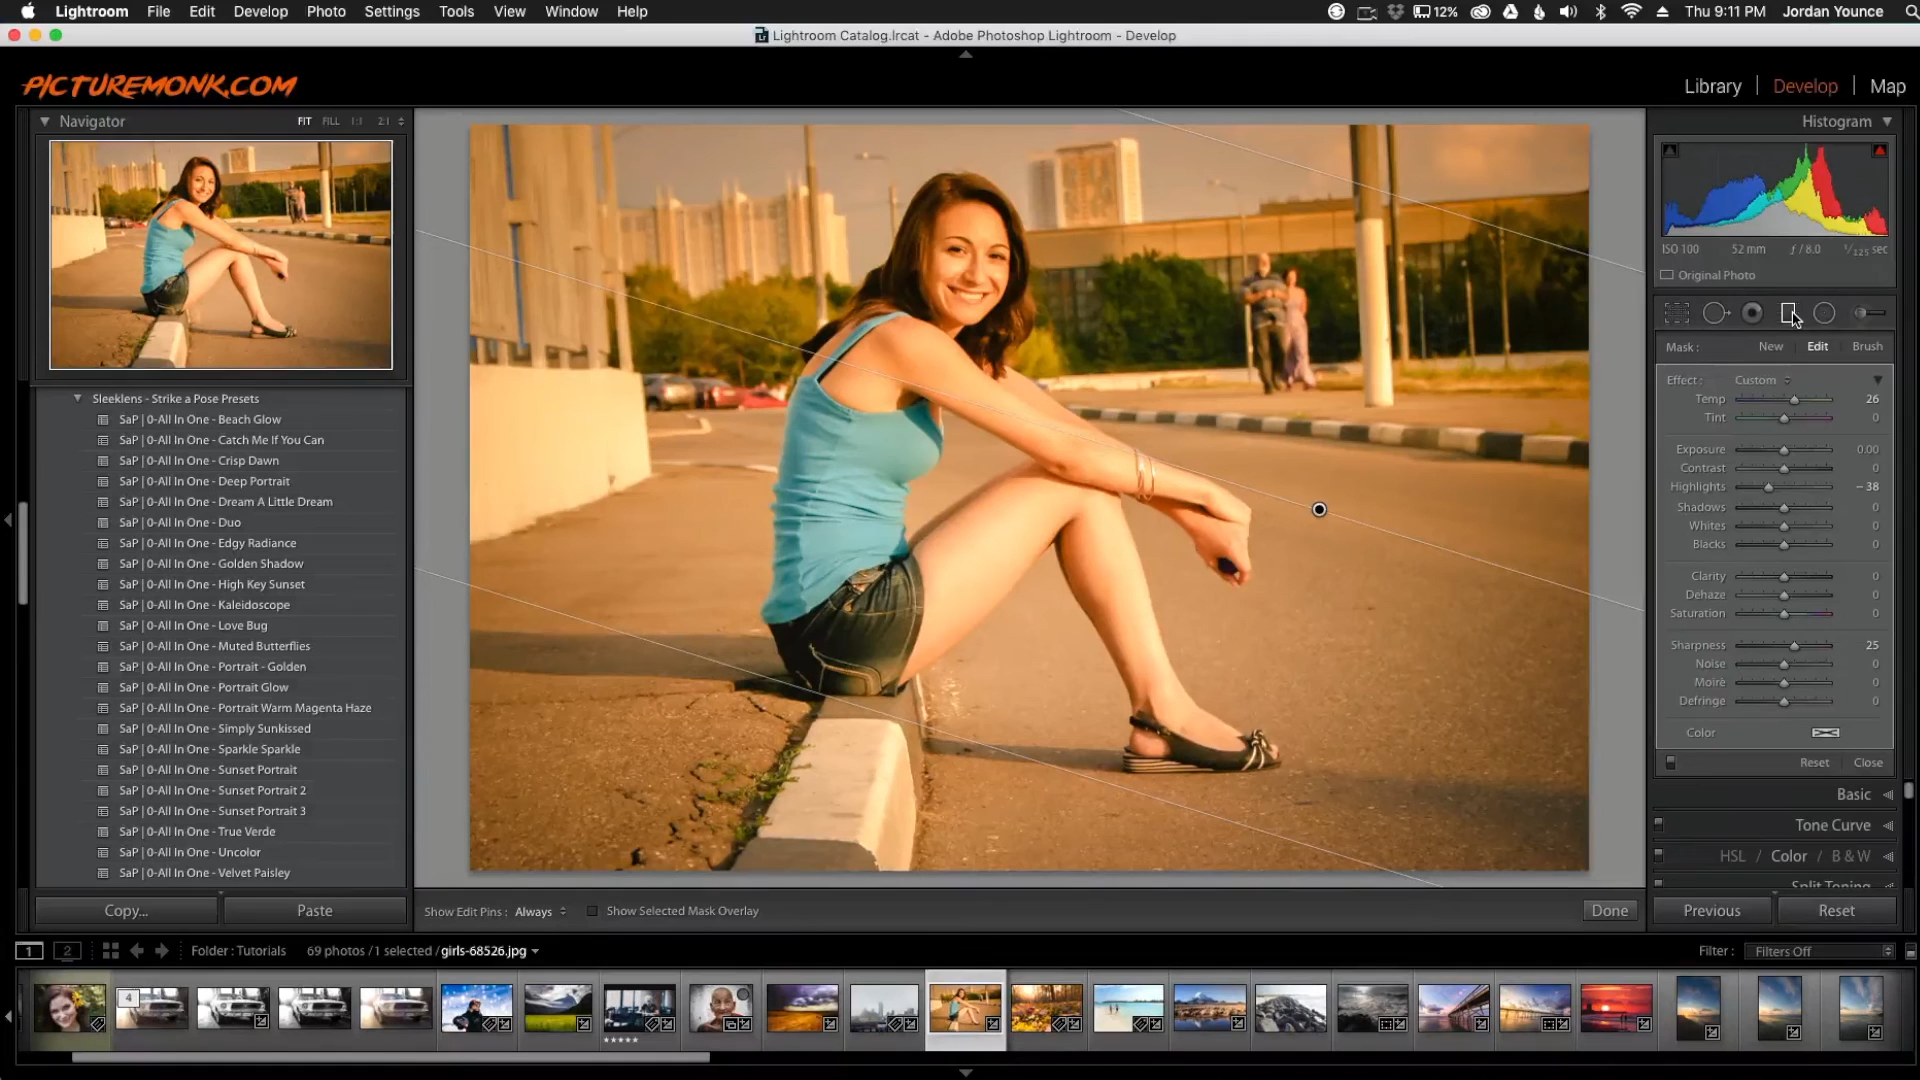 Lightroom File Edit Develop Photo Settings Tools View Window Help 12% Thu 9:11 PM Jordan Younce
Lightroom Catalog.lrcat - Adobe Photoshop Lightroom - Develop
PICTUREMONK.COM
Library | Develop | Map
Navigator FIT FILL 1:1 2:1
Sleeklens - Strike a Pose Presets
SaP | 0-All In One - Beach Glow
SaP | 0-All In One - Catch Me If You Can
SaP | 0-All In One - Crisp Dawn
SaP | 0-All In One - Deep Portrait
SaP | 0-All In One - Dream A Little Dream
SaP | 0-All In One - Duo
SaP | 0-All In One - Edgy Radiance
SaP | 0-All In One - Golden Shadow
SaP | 0-All In One - High Key Sunset
SaP | 0-All In One - Kaleidoscope
SaP | 0-All In One - Love Bug
SaP | 0-All In One - Muted Butterflies
SaP | 0-All In One - Portrait - Golden
SaP | 0-All In One - Portrait Glow
SaP | 0-All In One - Portrait Warm Magenta Haze
SaP | 0-All In One - Simply Sunkissed
SaP | 0-All In One - Sparkle Sparkle
SaP | 0-All In One - Sunset Portrait
SaP | 0-All In One - Sunset Portrait 2
SaP | 0-All In One - Sunset Portrait 3
SaP | 0-All In One - True Verde
SaP | 0-All In One - Uncolor
SaP | 0-All In One - Velvet Paisley
Copy... Paste
Show Edit Pins : Always Show Selected Mask Overlay Done
Histogram
ISO 100 52 mm ƒ / 8.0 1/125 sec
Original Photo
Mask : New Edit Brush
Effect : Custom
Temp 26
Tint 0
Exposure 0.00
Contrast 0
Highlights – 38
Shadows 0
Whites 0
Blacks 0
Clarity 0
Dehaze 0
Saturation 0
Sharpness 25
Noise 0
Moiré 0
Defringe 0
Color
Reset Close
Basic
Tone Curve
HSL / Color / B & W
Split Toning
Previous Reset
1 2 Folder : Tutorials 69 photos / 1 selected / girls-68526.jpg Filter : Filters Off
4